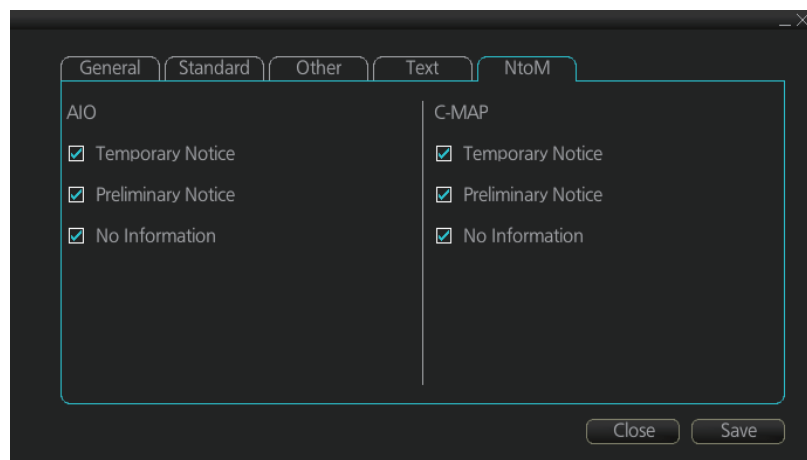 General Standard Other Text NtoM
AIO
Temporary Notice
Preliminary Notice
No Information
C-MAP
Temporary Notice
Preliminary Notice
No Information
Close Save